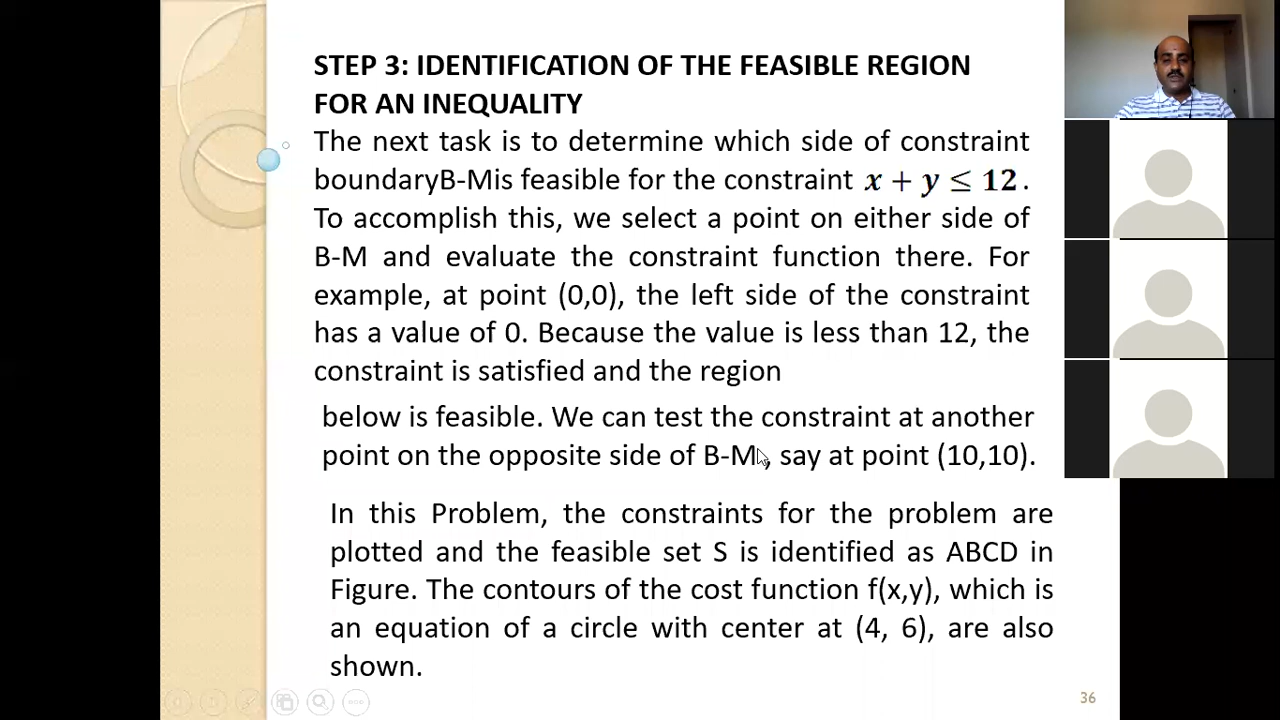 STEP 3: IDENTIFICATION OF THE FEASIBLE REGION
FOR AN INEQUALITY
The next task is to determine which side of constraint
boundaryB-Mis feasible for the constraint x + y ≤ 12.
To accomplish this, we select a point on either side of
B-M and evaluate the constraint function there. For
example, at point (0,0), the left side of the constraint
has a value of 0. Because the value is less than 12, the
constraint is satisfied and the region
below is feasible. We can test the constraint at another
point on the opposite side of B-M, say at point (10,10).
In this Problem, the constraints for the problem are
plotted and the feasible set S is identified as ABCD in
Figure. The contours of the cost function f(x,y), which is
an equation of a circle with center at (4, 6), are also
shown.
36